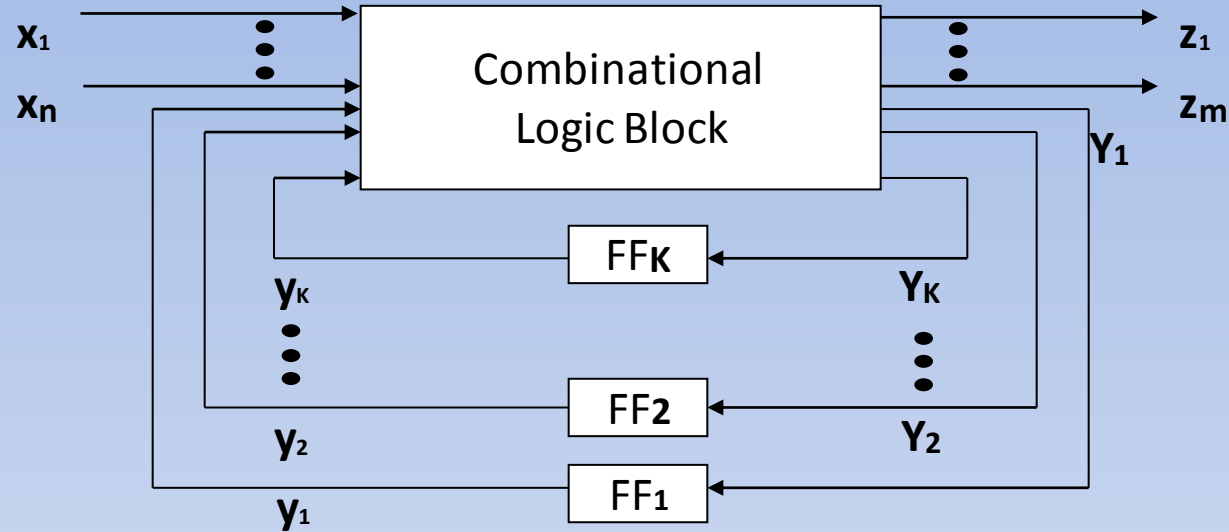 x₁
z₁
Combinational
Logic Block
xₙ
zₘ
Y₁
FFK
yK
YK
FF2
y₂
Y₂
FF1
y₁